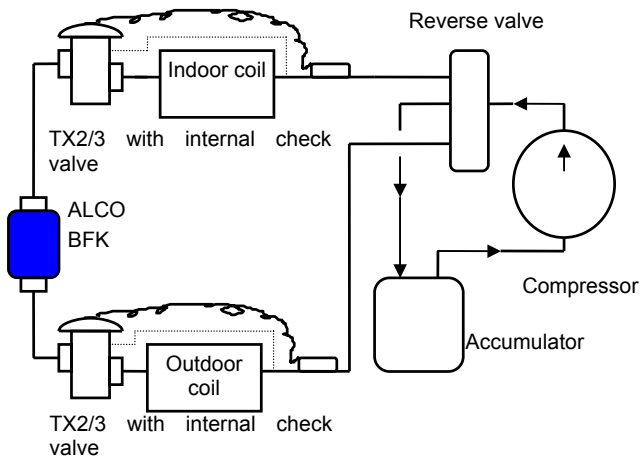 Reverse valve
Indoor coil
TX2/3 with internal check
valve
ALCO
BFK
Compressor
Accumulator
Outdoor
coil
TX2/3 with internal check
valve